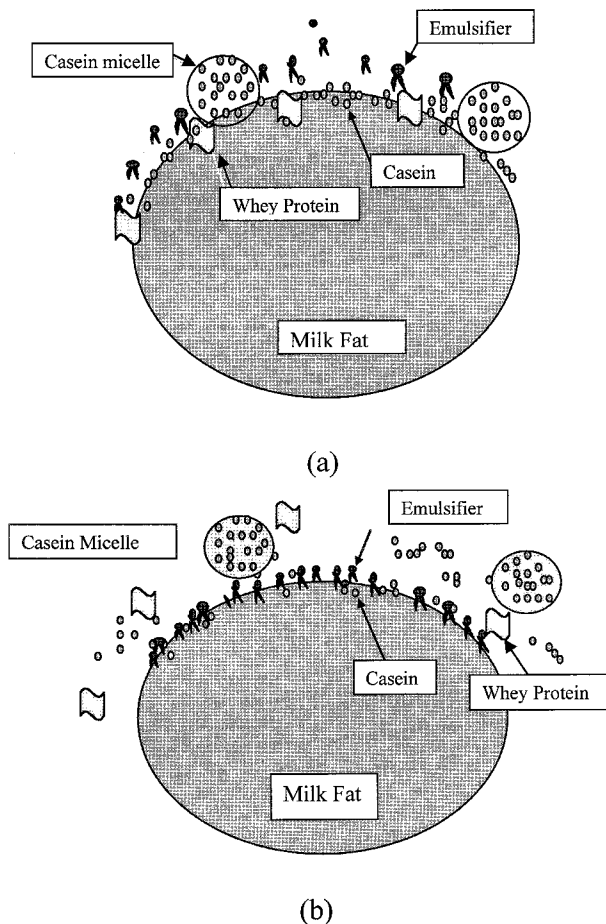 Emulsifier
Casein micelle
Casein
Whey Protein
Milk Fat
(a)
Emulsifier
Casein Micelle
Casein
Whey Protein
Milk Fat
(b)